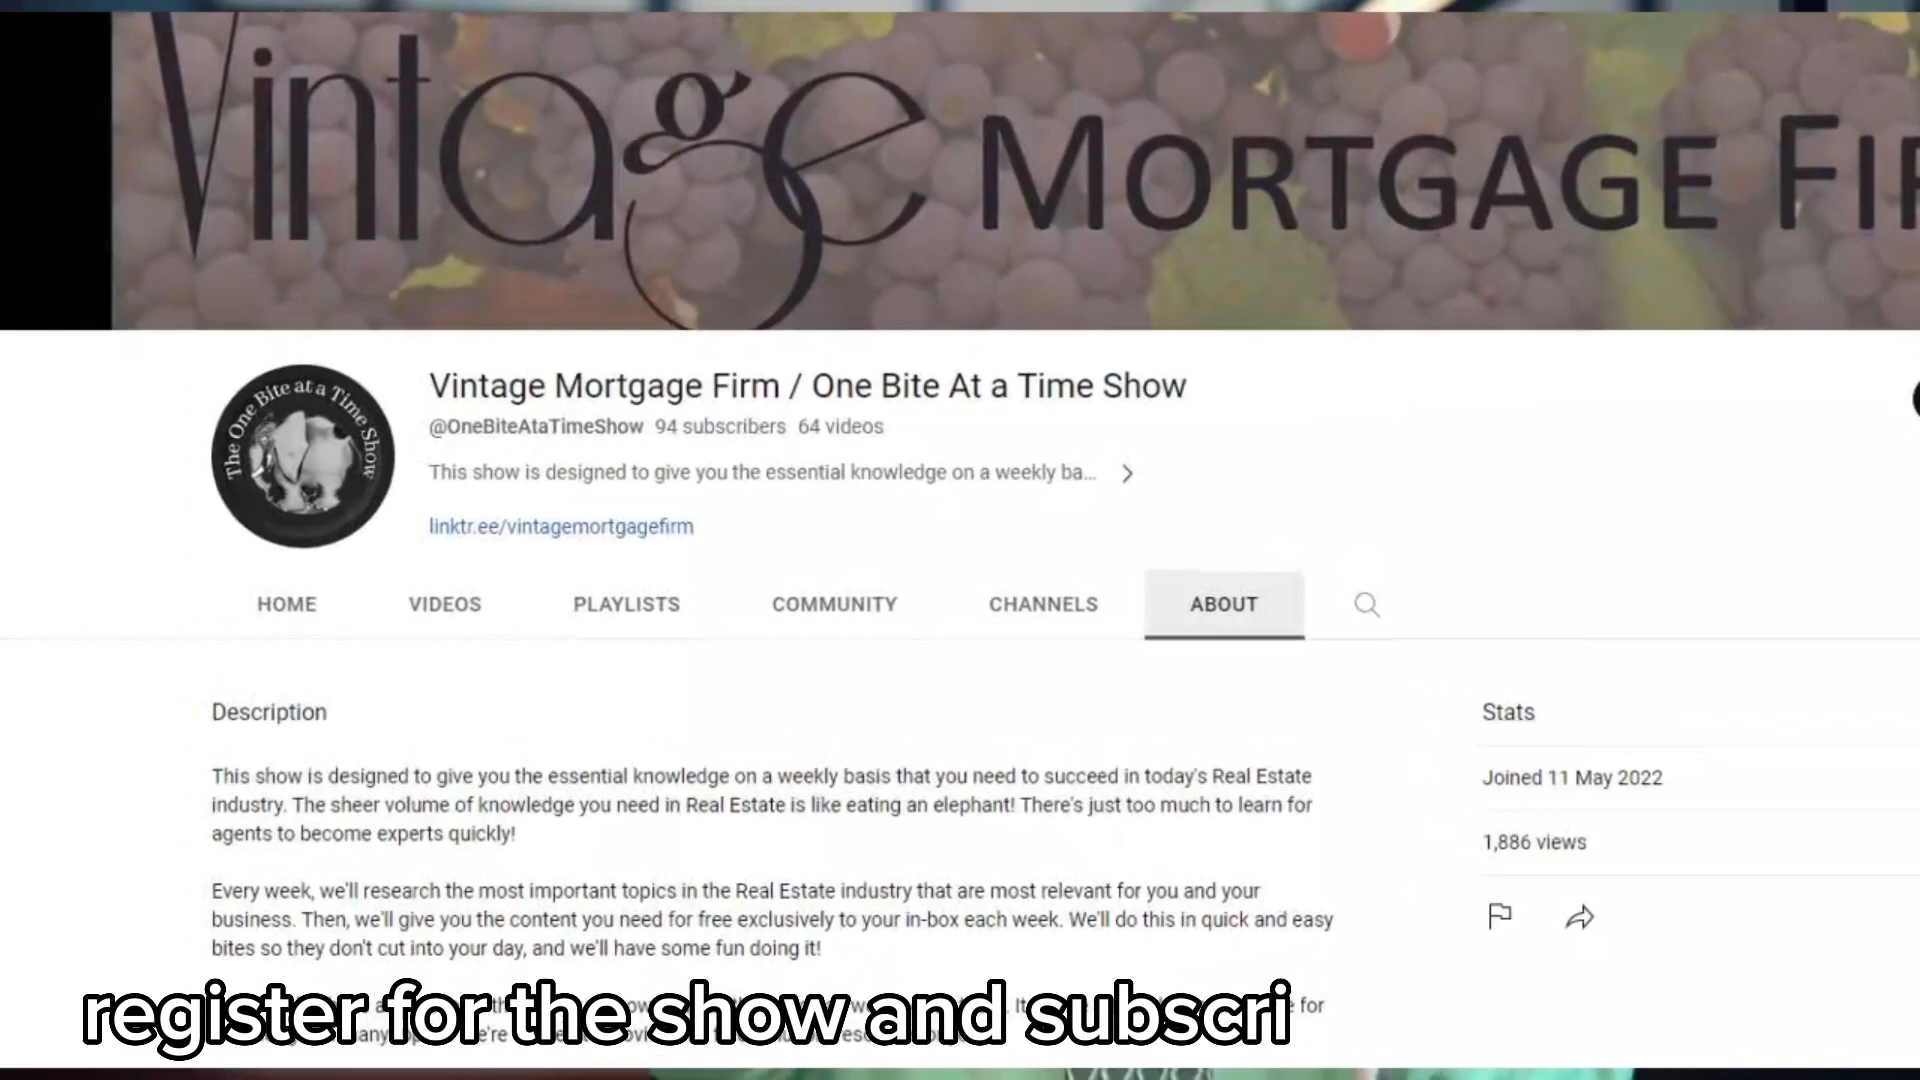 Vintage MORTGAGE FI
The One Bite at a Time Show
Vintage Mortgage Firm / One Bite At a Time Show
@OneBiteAtaTimeShow 94 subscribers 64 videos
This show is designed to give you the essential knowledge on a weekly ba...
linktr.ee/vintagemortgagefirm
HOME VIDEOS PLAYLISTS COMMUNITY CHANNELS ABOUT
Description
Stats
This show is designed to give you the essential knowledge on a weekly basis that you need to succeed in today's Real Estate
industry. The sheer volume of knowledge you need in Real Estate is like eating an elephant! There's just too much to learn for
agents to become experts quickly!
Joined 11 May 2022
1,886 views
Every week, we'll research the most important topics in the Real Estate industry that are most relevant for you and your
business. Then, we'll give you the content you need for free exclusively to your in-box each week. We'll do this in quick and easy
bites so they don't cut into your day, and we'll have some fun doing it!
for
register for the show and subscri